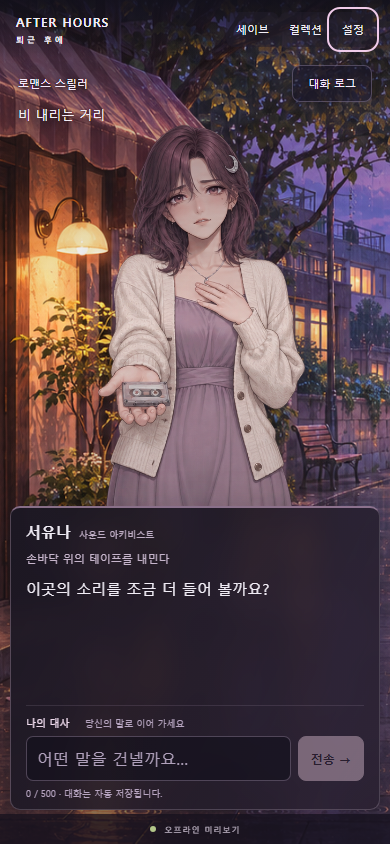 AFTER HOURS
퇴근 후에
세이브 컬렉션 설정
로맨스 스릴러
대화 로그
비 내리는 거리
서유나 사운드 아키비스트
손바닥 위의 테이프를 내민다
이곳의 소리를 조금 더 들어 볼까요?
나의 대사 당신의 말로 이어 가세요
어떤 말을 건넬까요...
전송 →
0 / 500 · 대화는 자동 저장됩니다.
오프라인 미리보기